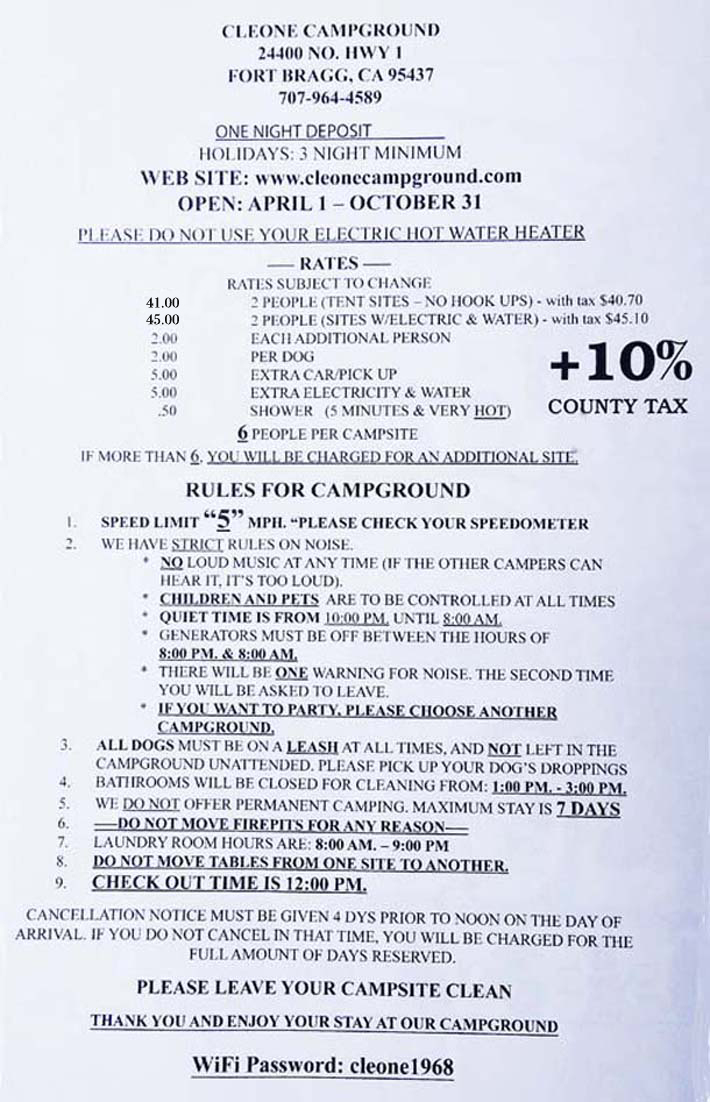 CLEONE CAMPGROUND
24400 NO. HWY 1
FORT BRAGG, CA 95437
707-964-4589
ONE NIGHT DEPOSIT
HOLIDAYS: 3 NIGHT MINIMUM
WEB SITE: www.cleonecampground.com
OPEN: APRIL 1 – OCTOBER 31
PLEASE DO NOT USE YOUR ELECTRIC HOT WATER HEATER
— RATES —
RATES SUBJECT TO CHANGE
41.00 2 PEOPLE (TENT SITES – NO HOOK UPS) - with tax $40.70
45.00 2 PEOPLE (SITES W/ELECTRIC & WATER) - with tax $45.10
2.00 EACH ADDITIONAL PERSON
2.00 PER DOG
5.00 EXTRA CAR/PICK UP
5.00 EXTRA ELECTRICITY & WATER
.50 SHOWER (5 MINUTES & VERY HOT)
+10%
COUNTY TAX
6 PEOPLE PER CAMPSITE
IF MORE THAN 6, YOU WILL BE CHARGED FOR AN ADDITIONAL SITE.
RULES FOR CAMPGROUND
1. SPEED LIMIT “5” MPH. “PLEASE CHECK YOUR SPEEDOMETER
2. WE HAVE STRICT RULES ON NOISE.
* NO LOUD MUSIC AT ANY TIME (IF THE OTHER CAMPERS CAN
HEAR IT, IT'S TOO LOUD).
* CHILDREN AND PETS ARE TO BE CONTROLLED AT ALL TIMES
* QUIET TIME IS FROM 10:00 PM. UNTIL 8:00 AM.
* GENERATORS MUST BE OFF BETWEEN THE HOURS OF
8:00 PM. & 8:00 AM.
* THERE WILL BE ONE WARNING FOR NOISE. THE SECOND TIME
YOU WILL BE ASKED TO LEAVE.
* IF YOU WANT TO PARTY, PLEASE CHOOSE ANOTHER
CAMPGROUND.
3. ALL DOGS MUST BE ON A LEASH AT ALL TIMES, AND NOT LEFT IN THE
CAMPGROUND UNATTENDED. PLEASE PICK UP YOUR DOG'S DROPPINGS
4. BATHROOMS WILL BE CLOSED FOR CLEANING FROM: 1:00 PM. - 3:00 PM.
5. WE DO NOT OFFER PERMANENT CAMPING. MAXIMUM STAY IS 7 DAYS
6. —DO NOT MOVE FIREPITS FOR ANY REASON—
7. LAUNDRY ROOM HOURS ARE: 8:00 AM. – 9:00 PM
8. DO NOT MOVE TABLES FROM ONE SITE TO ANOTHER.
9. CHECK OUT TIME IS 12:00 PM.
CANCELLATION NOTICE MUST BE GIVEN 4 DYS PRIOR TO NOON ON THE DAY OF
ARRIVAL. IF YOU DO NOT CANCEL IN THAT TIME, YOU WILL BE CHARGED FOR THE
FULL AMOUNT OF DAYS RESERVED.
PLEASE LEAVE YOUR CAMPSITE CLEAN
THANK YOU AND ENJOY YOUR STAY AT OUR CAMPGROUND
WiFi Password: cleone1968